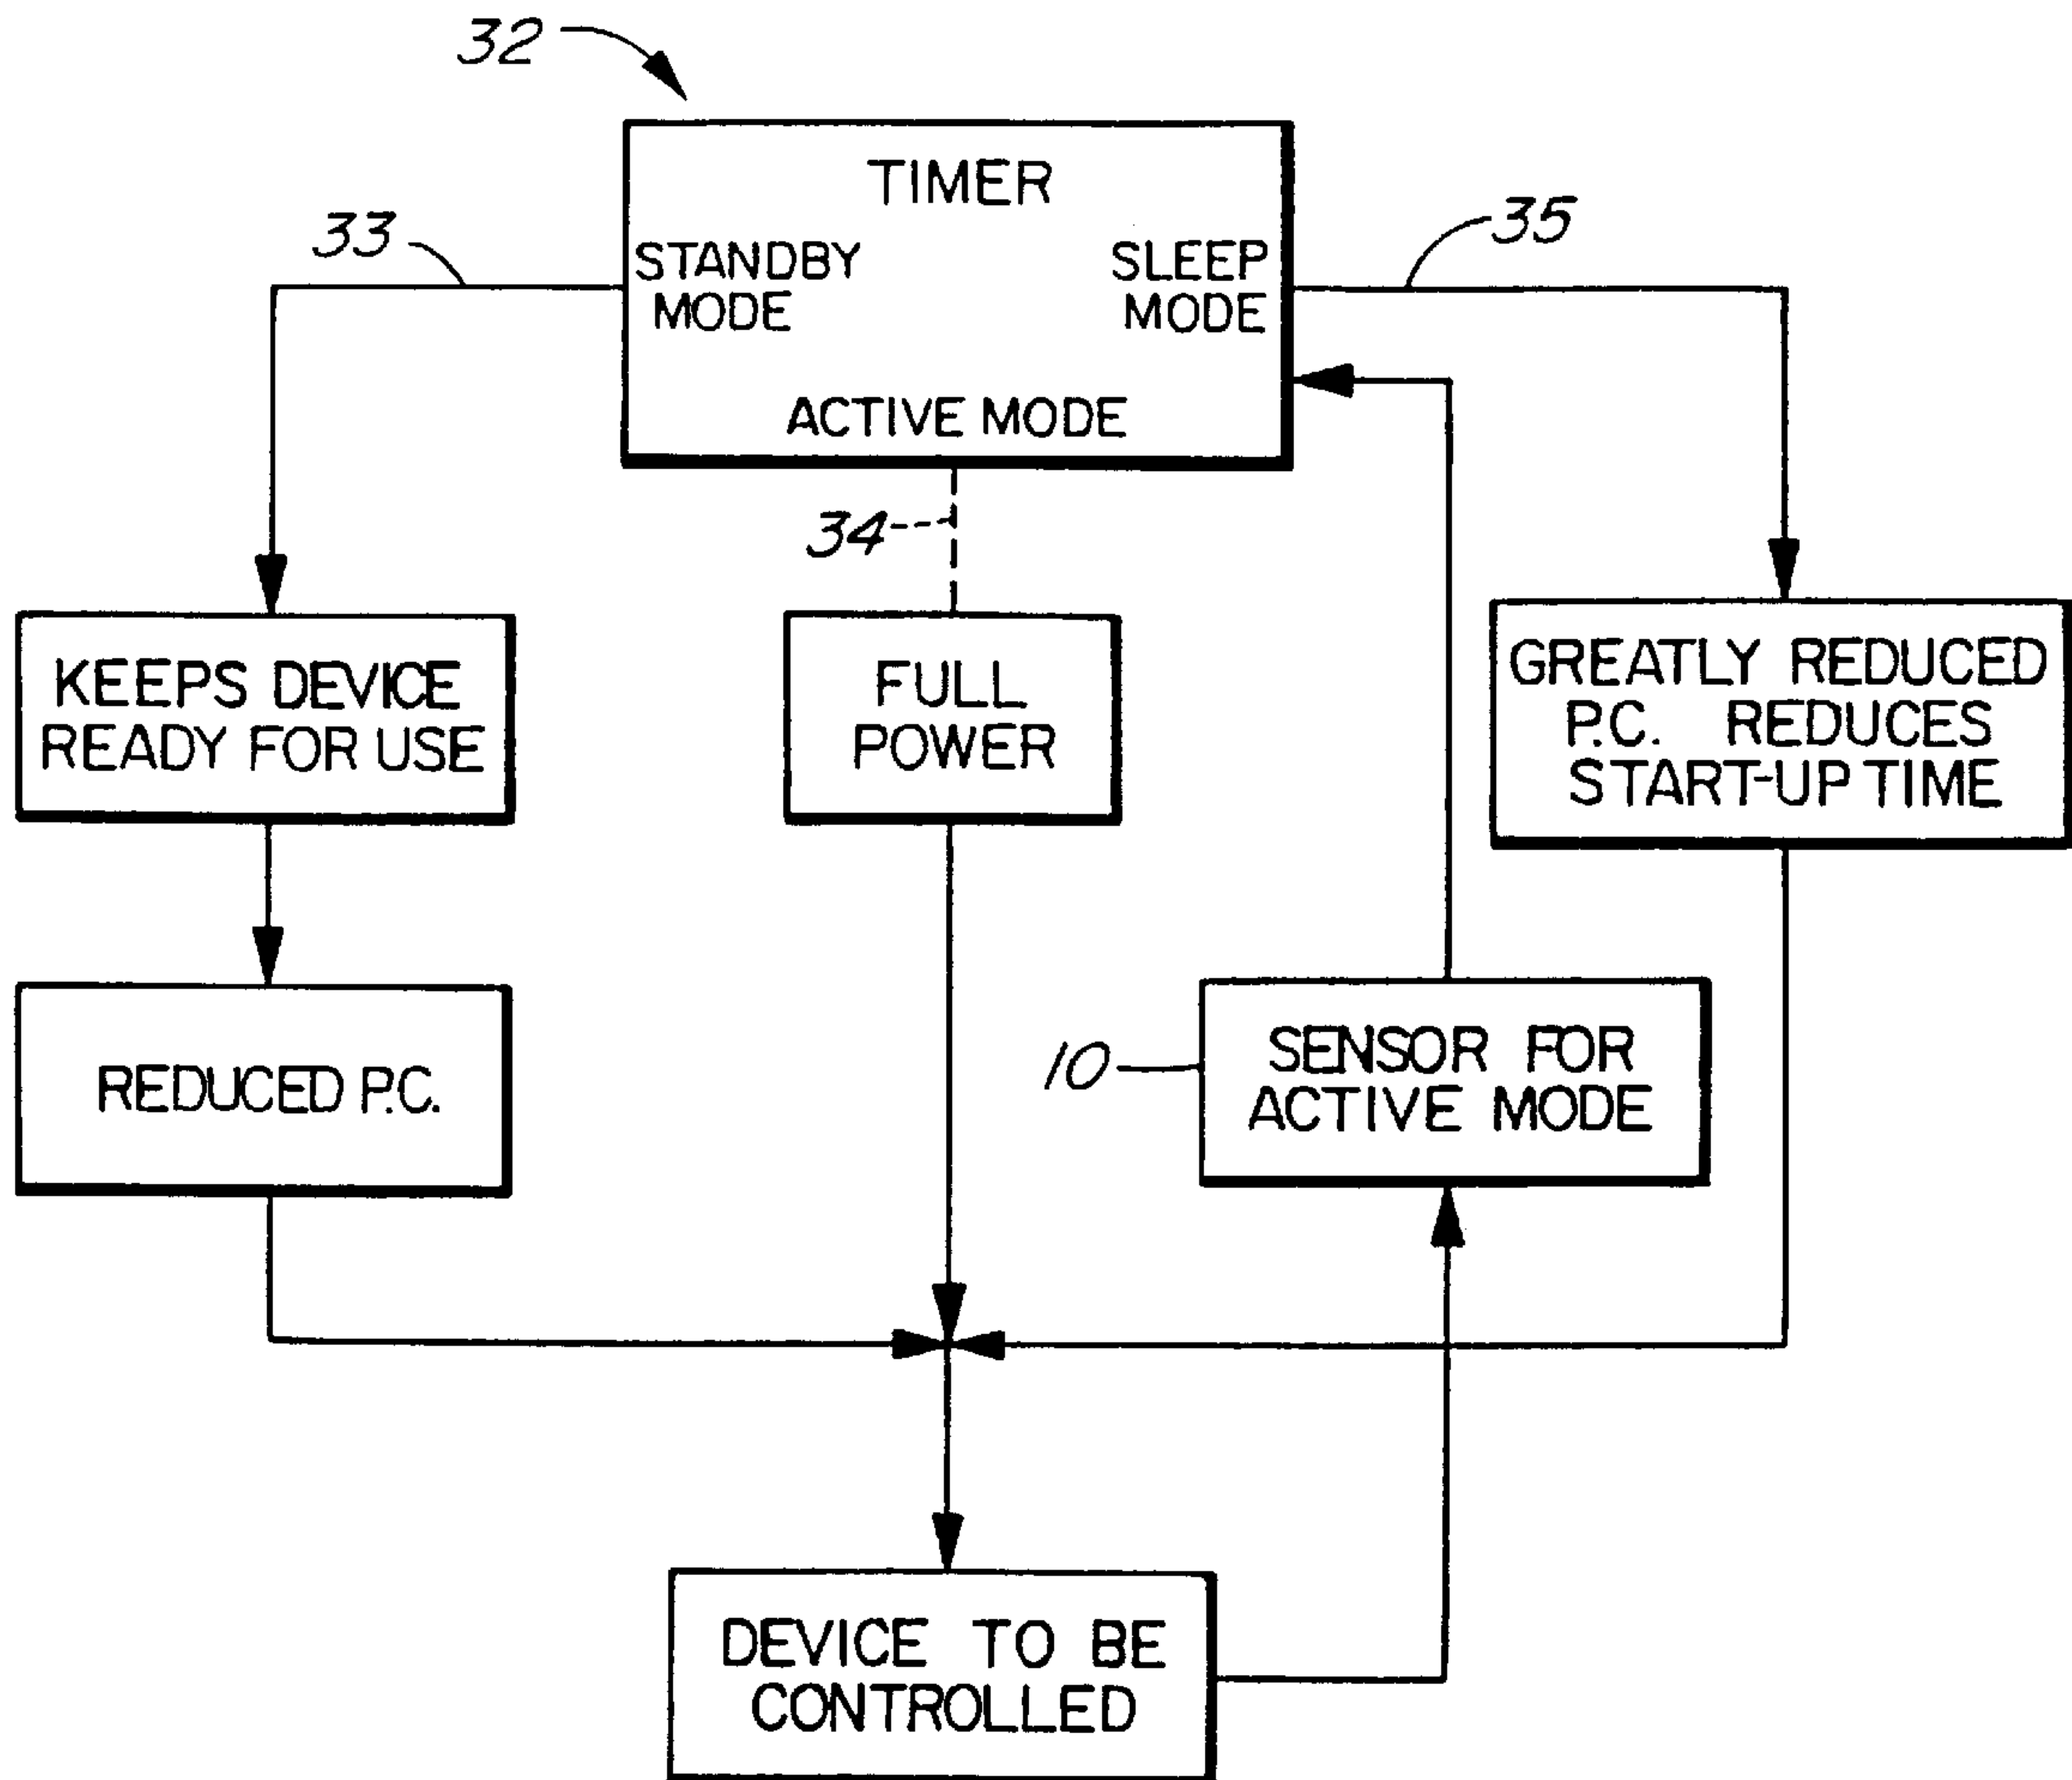 32
TIMER
33
STANDBY
MODE
SLEEP
MODE
35
ACTIVE MODE
34
KEEPS DEVICE
READY FOR USE
FULL
POWER
GREATLY REDUCED
P.C. REDUCES
START-UP TIME
REDUCED P.C.
10
SENSOR FOR
ACTIVE MODE
DEVICE TO BE
CONTROLLED